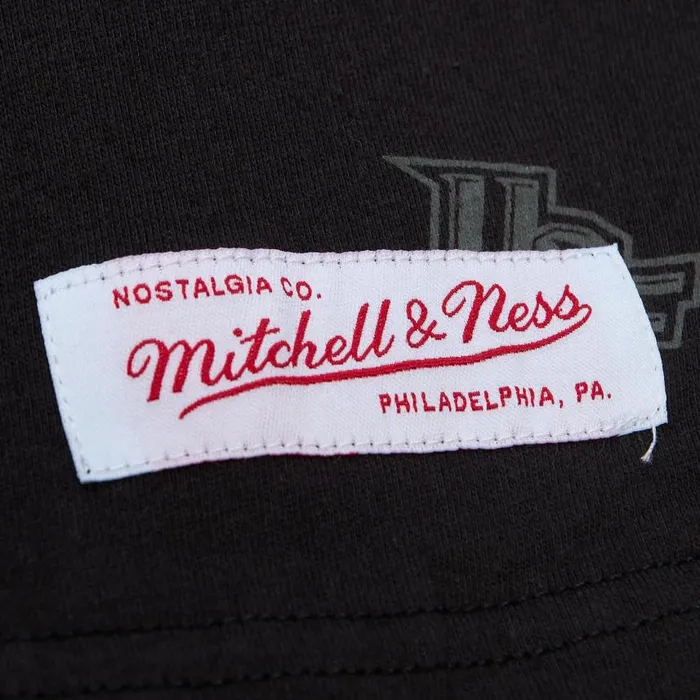 NOSTALGIA CO.
Mitchell & Ness
PHILADELPHIA, PA.